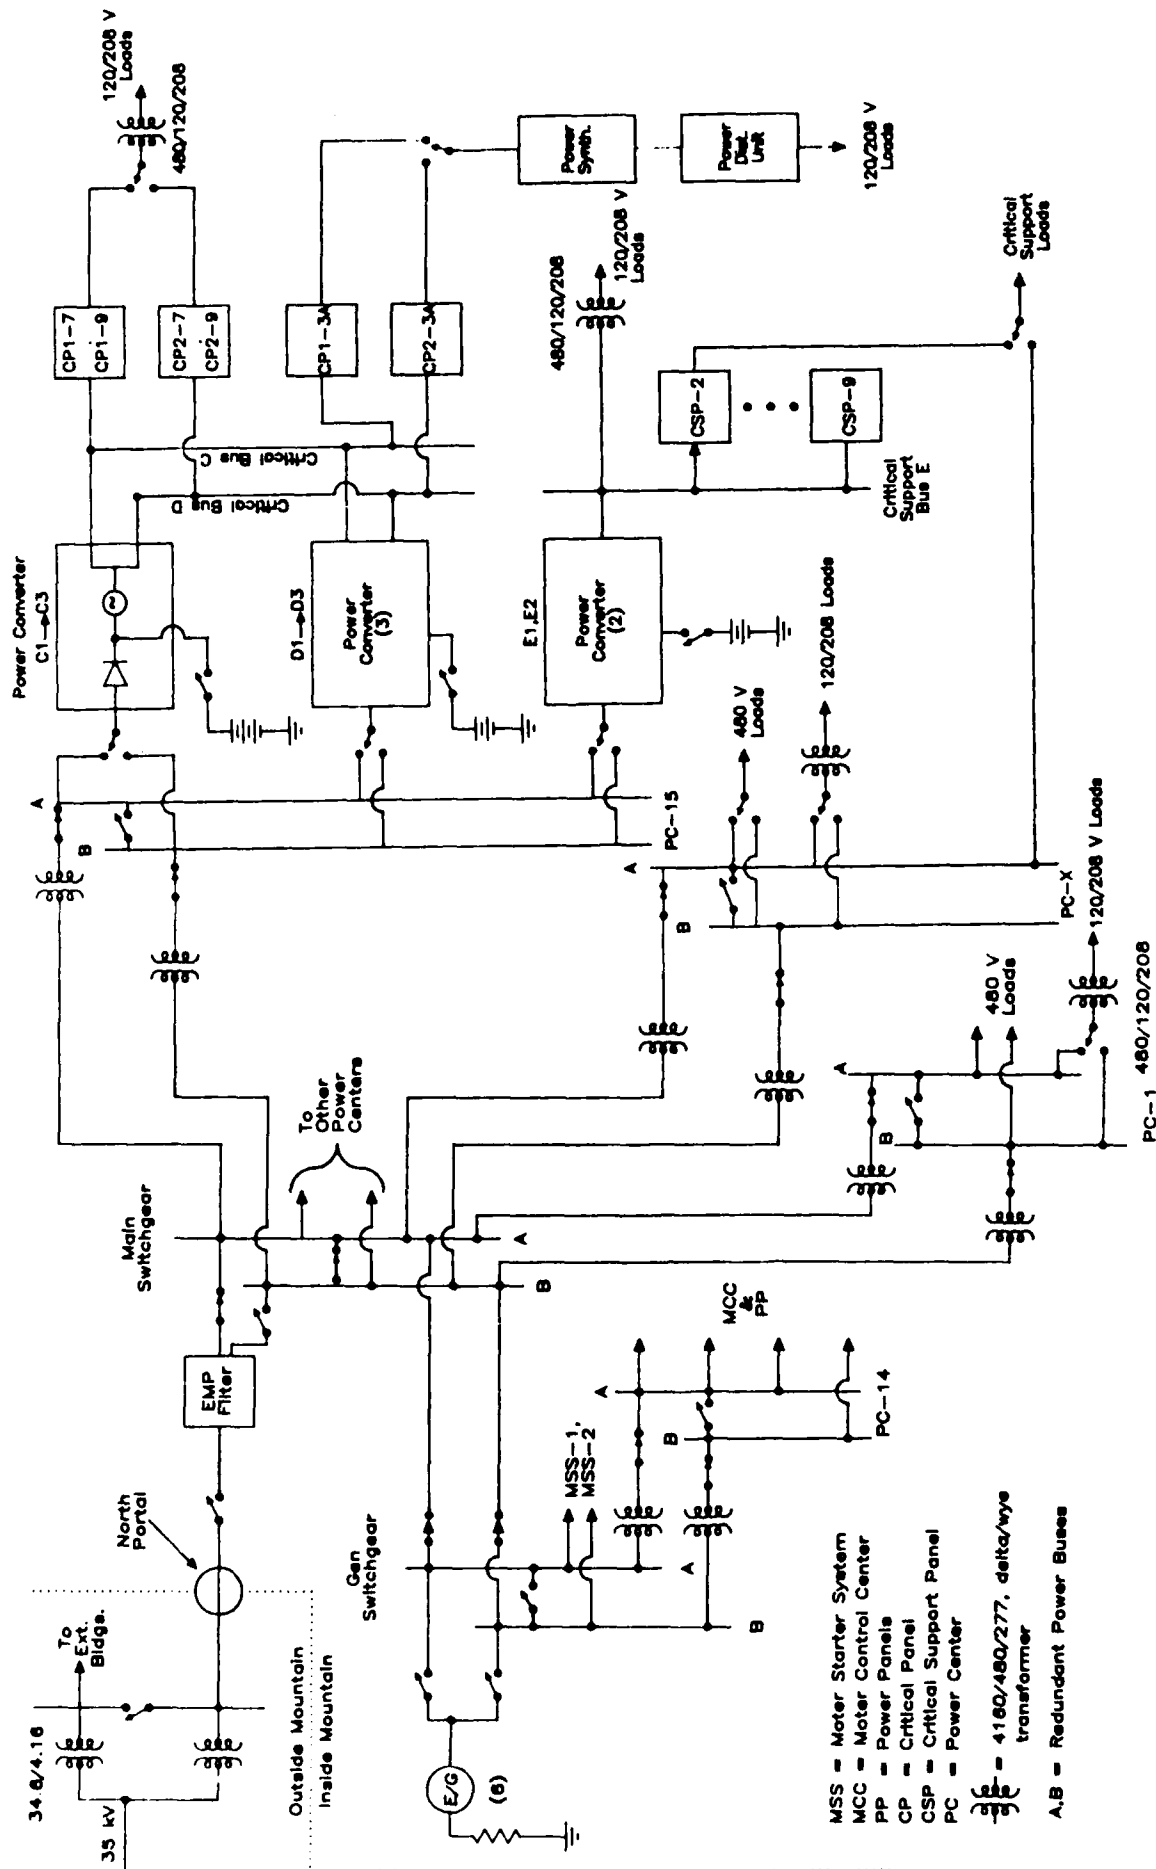 34.6/4.16
35 kV
To
Ext.
Bldgs.
Outside Mountain
Inside Mountain
North
Portal
EMP
Filter
Main
Switchgear
A
B
To
Other
Power
Centers
E/G
(6)
Gen
Switchgear
A
B
MSS-1,
MSS-2
A
B
PC-14
MCC
&
PP
A
B
PC-15
Power Converter
C1→C3
~
D1→D3
Power
Converter
(3)
E1,E2
Power
Converter
(2)
Critical Bus D
Critical Bus C
CP1-7
CP1-9
CP2-7
CP2-9
120/208 V
Loads
480/120/208
CP1-3A
CP2-3A
Power
Synth.
Power
Dist.
Unit
120/208 V
Loads
480/120/208
120/208 V
Loads
CSP-2
CSP-9
Critical
Support
Bus E
Critical
Support
Loads
A
B
PC-X
480 V
Loads
120/208 Loads
A
B
PC-1
480 V
Loads
120/208 V Loads
480/120/208
MSS = Motor Starter System
MCC = Motor Control Center
PP = Power Panels
CP = Critical Panel
CSP = Critical Support Panel
PC = Power Center
= 4160/480/277, delta/wye
transformer
A,B = Redundant Power Buses